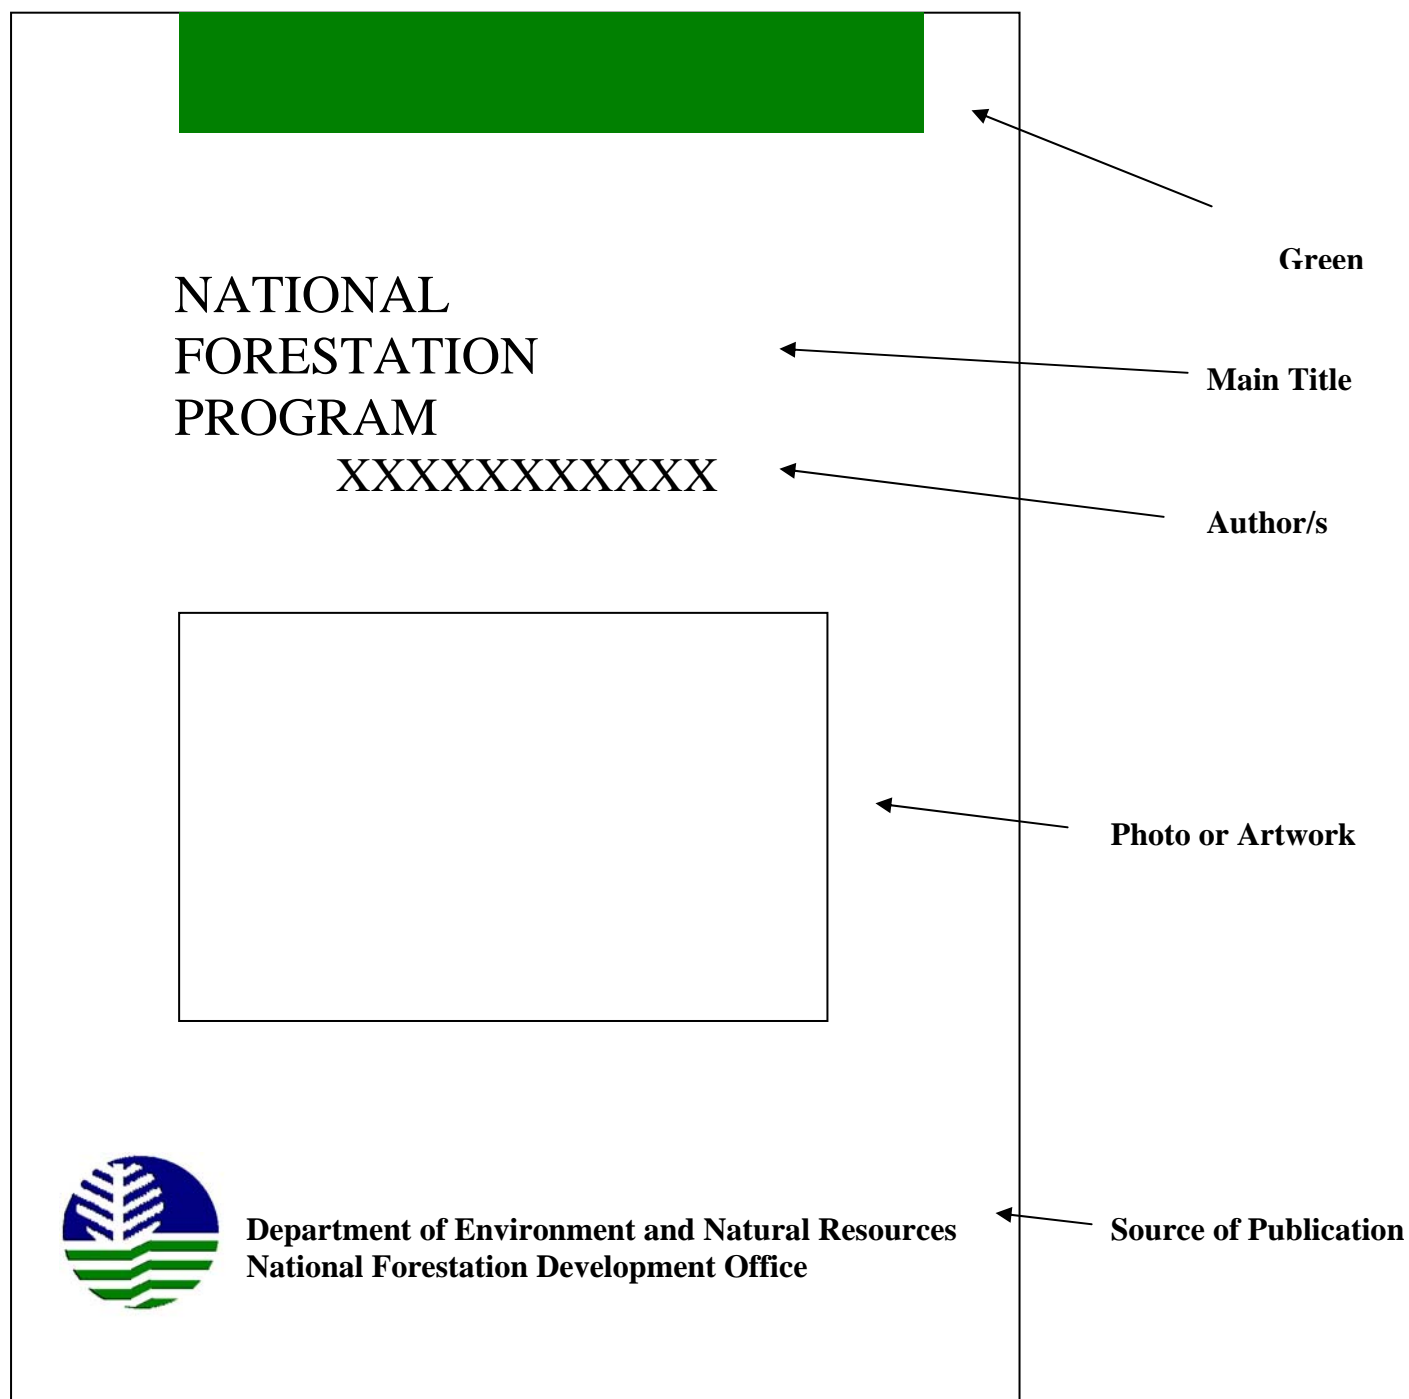 Green
NATIONAL
FORESTATION
PROGRAM
Main Title
XXXXXXXXXXX
Author/s
Photo or Artwork
Department of Environment and Natural Resources
National Forestation Development Office
Source of Publication